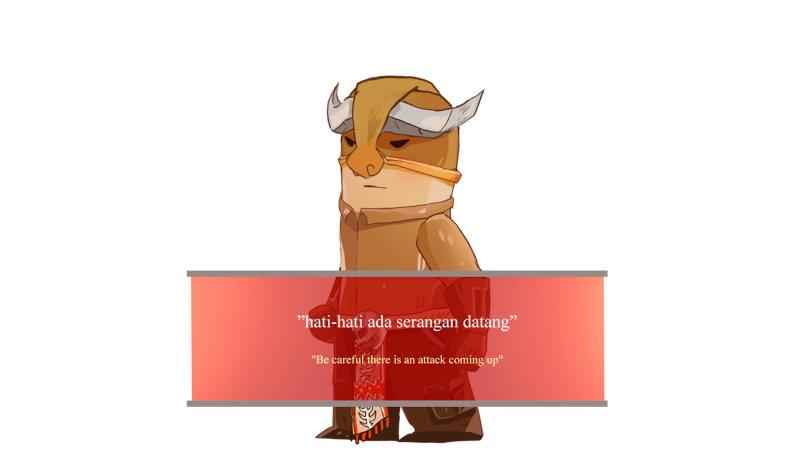 ”hati-hati ada serangan datang”
"Be careful there is an attack coming up"